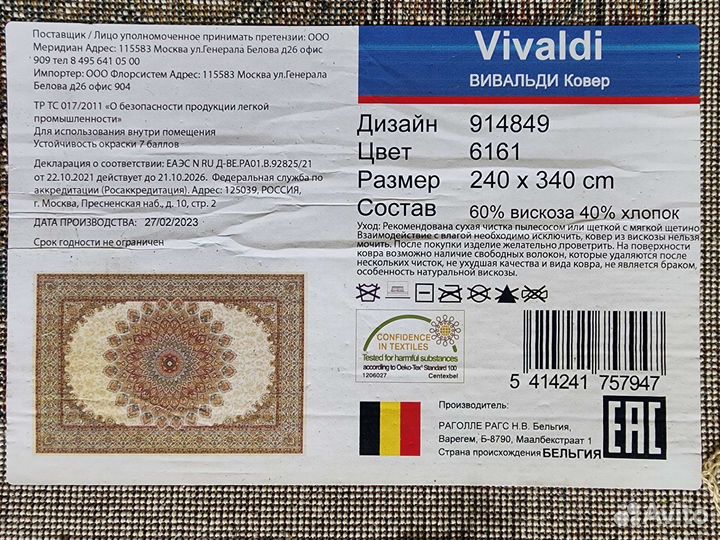 Поставщик / Лицо уполномоченное принимать претензии: ООО
Меридиан Адрес: 115583 Москва ул.Генерала Белова д26 офис
909 тел 8 495 641 05 00
Импортер: ООО Флорсистем Адрес: 115583 Москва ул.Генерала
Белова д26 офис 904
ТР ТС 017/2011 «О безопасности продукции легкой
промышленности»
Для использования внутри помещения
Устойчивость окраски 7 баллов
Декларация о соответствии: ЕАЭС N RU Д-BE.РА01.В.92825/21
от 22.10.2021 действует до 21.10.2026. Федеральная служба по
аккредитации (Росаккредитация). Адрес: 125039, РОССИЯ,
г. Москва, Пресненская наб., д. 10, стр. 2
ДАТА ПРОИЗВОДСТВА: 27/02/2023
Срок годности не ограничен
Vivaldi
ВИВАЛЬДИ Ковер
Дизайн 914849
Цвет 6161
Размер 240 x 340 cm
Состав 60% вискоза 40% хлопок
Уход: Рекомендована сухая чистка пылесосом или щеткой с мягкой щетино
Взаимодействие с влагой необходимо исключить, ковер из вискозы нельзя
мочить. После покупки изделие желательно проветрить. На поверхности
ковра возможно наличие свободных волокон, которые удаляются после
нескольких чисток, не ухудшая качества и вида ковра, не является браком,
особенность натуральной вискозы.
CONFIDENCE
IN TEXTILES
Tested for harmful substances
according to Oeko-Tex® Standard 100
1206027 Centexbel
5 414241 757947
Производитель:
РАГОЛЛЕ РАГС Н.В. Бельгия,
Варегем, Б-8790, Маалбекстраат 1
Страна происхождения БЕЛЬГИЯ
EAC
Avito